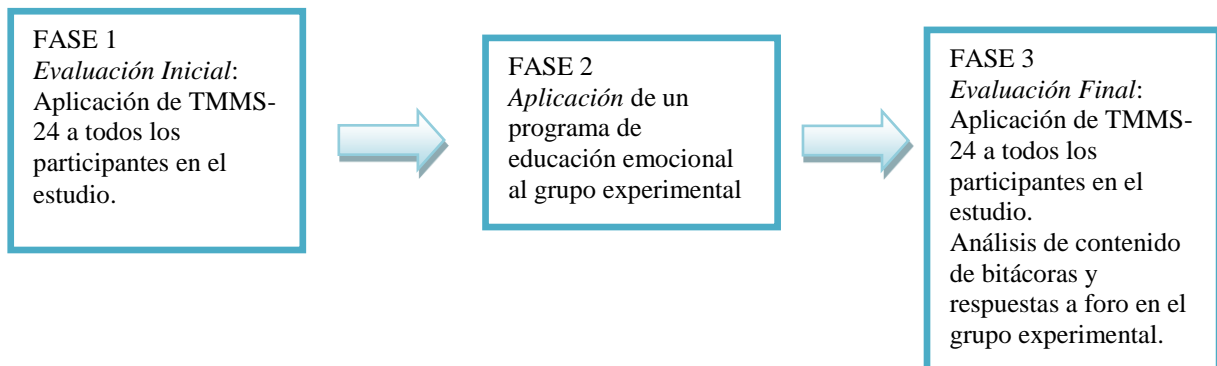 FASE 1
Evaluación Inicial:
Aplicación de TMMS-
24 a todos los
participantes en el
estudio.
FASE 2
Aplicación de un
programa de
educación emocional
al grupo experimental
FASE 3
Evaluación Final:
Aplicación de TMMS-
24 a todos los
participantes en el
estudio.
Análisis de contenido
de bitácoras y
respuestas a foro en el
grupo experimental.